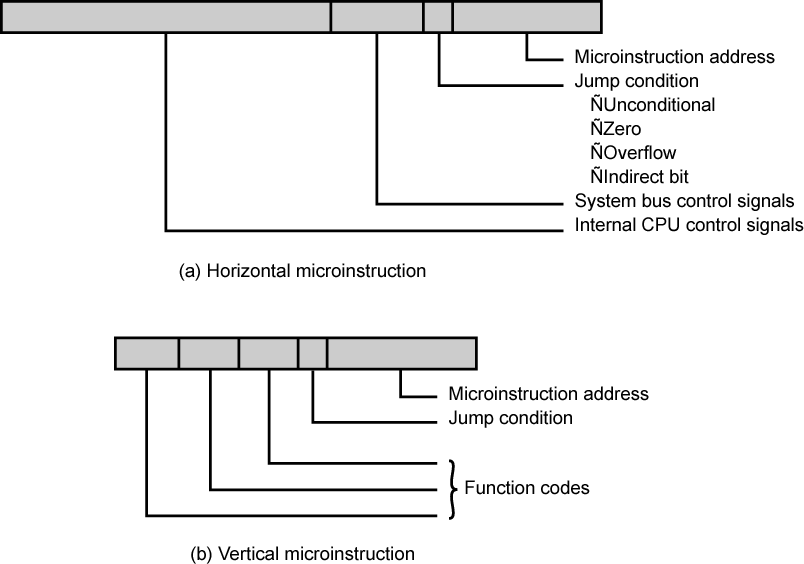 Microinstruction address
Jump condition
ÑUnconditional
ÑZero
ÑOverflow
ÑIndirect bit
System bus control signals
Internal CPU control signals
(a) Horizontal microinstruction
Microinstruction address
Jump condition
Function codes
(b) Vertical microinstruction